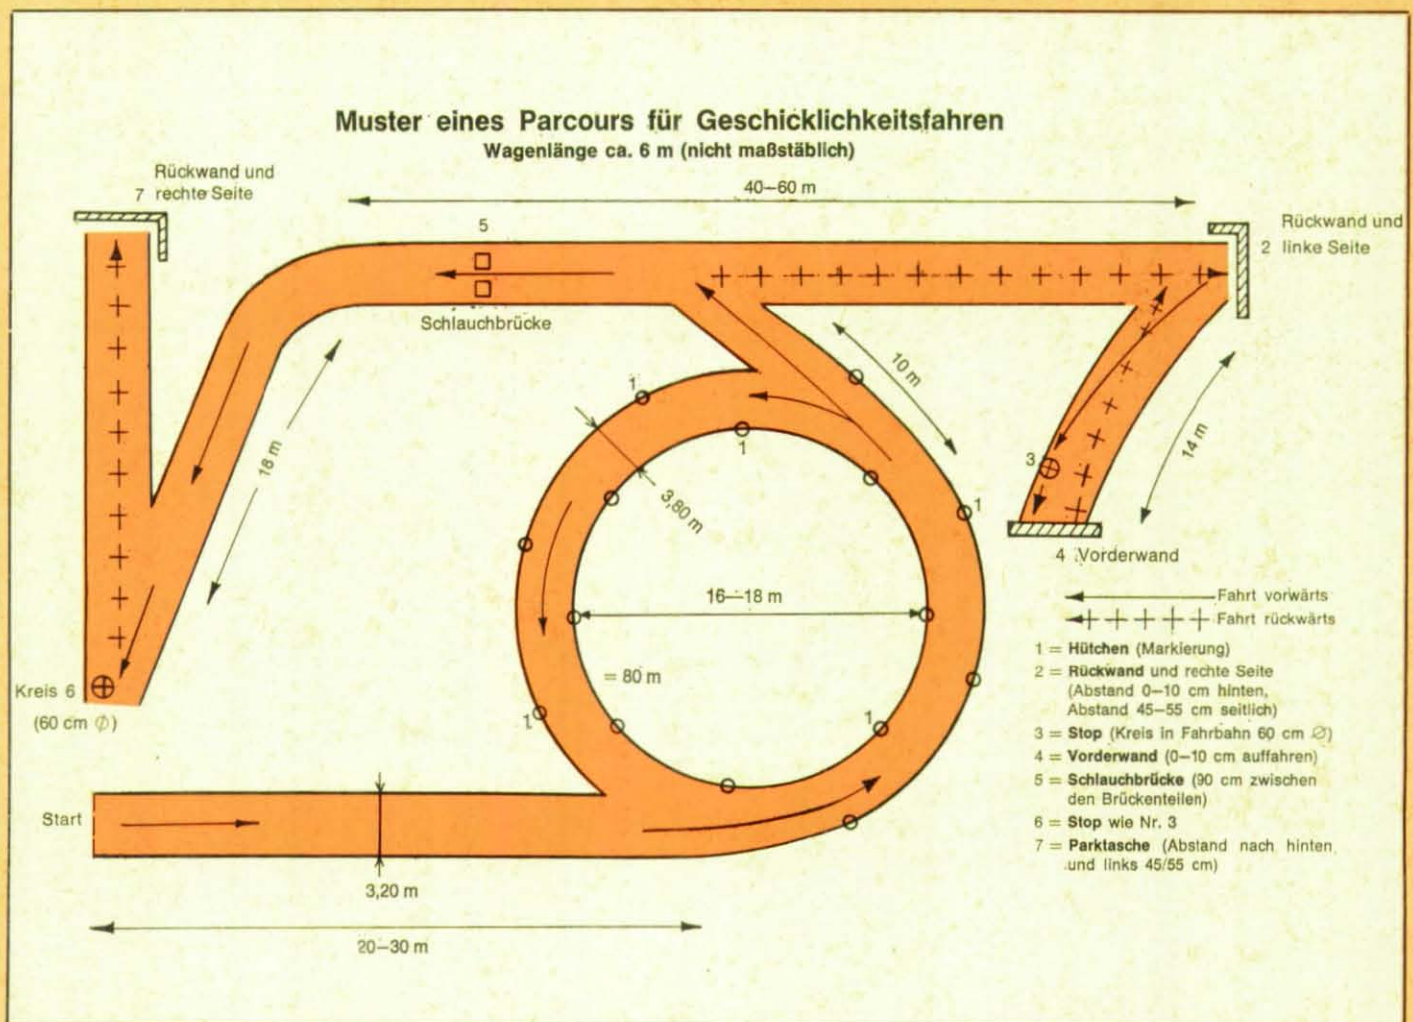 Muster eines Parcours für Geschicklichkeitsfahren
Wagenlänge ca. 6 m (nicht maßstäblich)
Rückwand und
7 rechte Seite
40–60 m
5
Rückwand und
2 linke Seite
Schlauchbrücke
10 m
18 m
14 m
1
1
3
1
3,80 m
4 Vorderwand
16–18 m
= 80 m
1
1
Kreis 6
(60 cm ∅)
Start
3,20 m
20–30 m
Fahrt vorwärts
Fahrt rückwärts
1 = Hütchen (Markierung)
2 = Rückwand und rechte Seite
(Abstand 0–10 cm hinten,
Abstand 45–55 cm seitlich)
3 = Stop (Kreis in Fahrbahn 60 cm ∅)
4 = Vorderwand (0–10 cm auffahren)
5 = Schlauchbrücke (90 cm zwischen
den Brückenteilen)
6 = Stop wie Nr. 3
7 = Parktasche (Abstand nach hinten
und links 45/55 cm)